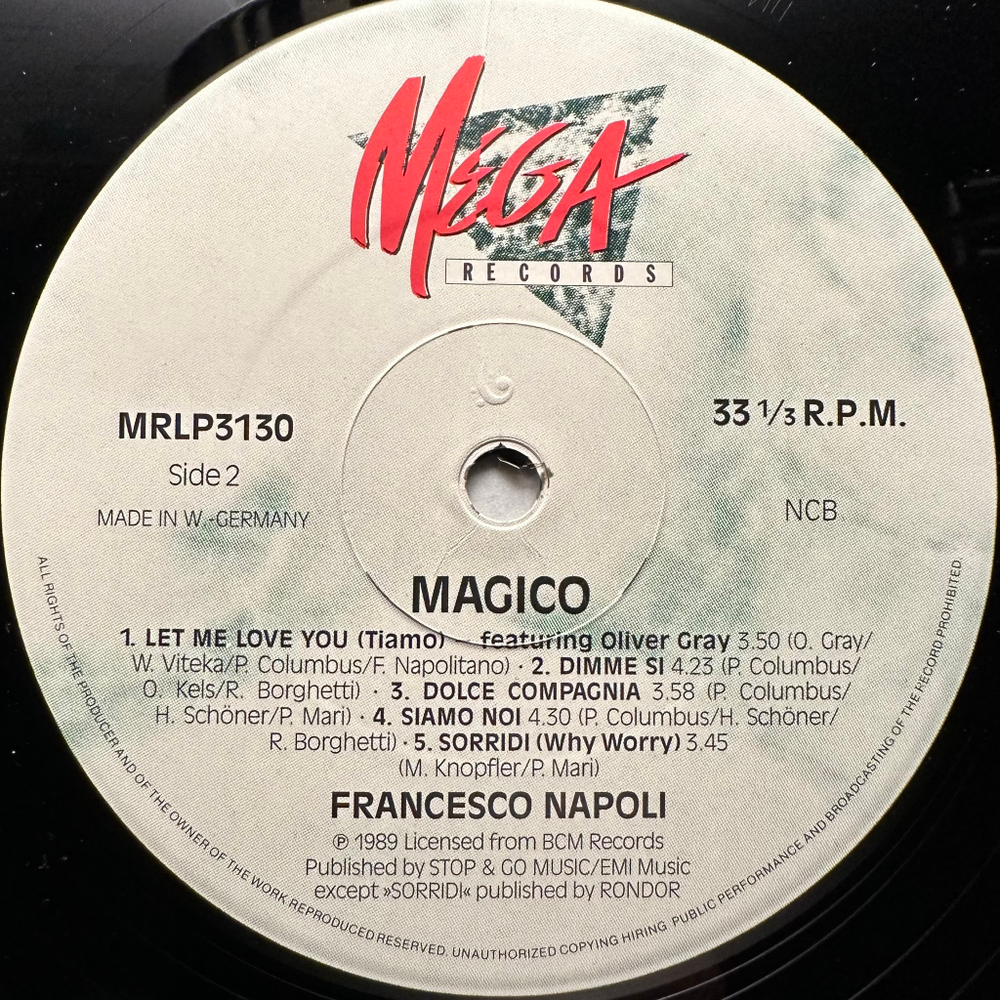 MEGA
RECORDS
MRLP3130
33 1/3 R.P.M.
Side 2
NCB
MADE IN W.-GERMANY
MAGICO
1. LET ME LOVE YOU (Tiamo) – featuring Oliver Gray 3.50 (O. Gray/
W. Viteka/P. Columbus/F. Napolitano) · 2. DIMME SI 4.23 (P. Columbus/
O. Kels/R. Borghetti) · 3. DOLCE COMPAGNIA 3.58 (P. Columbus/
H. Schöner/P. Mari) · 4. SIAMO NOI 4.30 (P. Columbus/H. Schöner/
R. Borghetti) · 5. SORRIDI (Why Worry) 3.45
(M. Knopfler/P. Mari)
FRANCESCO NAPOLI
℗ 1989 Licensed from BCM Records
Published by STOP & GO MUSIC/EMI Music
except »SORRIDI« published by RONDOR
ALL RIGHTS OF THE PRODUCER AND OF THE OWNER OF THE WORK REPRODUCED RESERVED. UNAUTHORIZED COPYING HIRING PUBLIC PERFORMANCE AND BROADCASTING OF THE RECORD PROHIBITED.